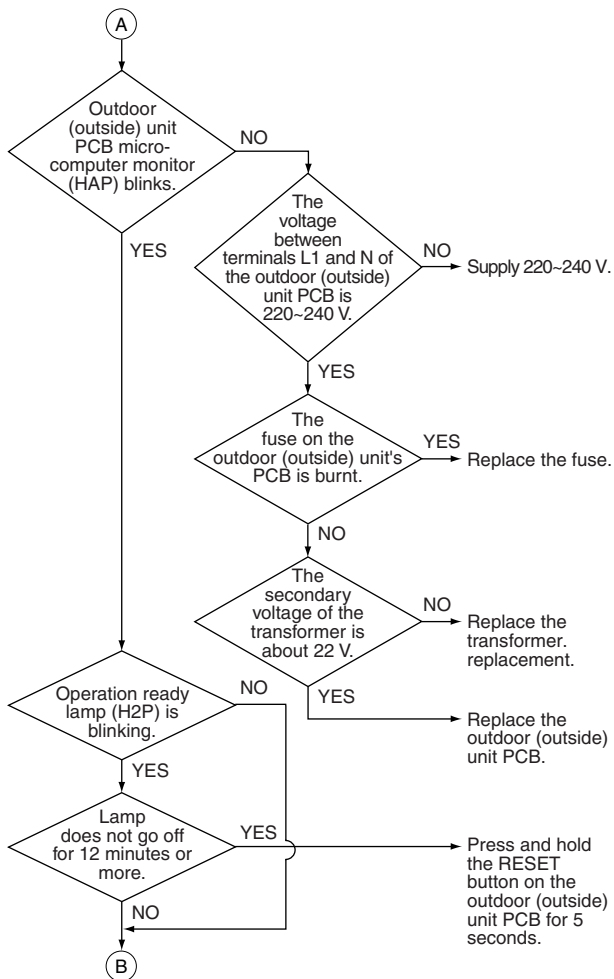 A
Outdoor
(outside) unit
PCB micro-
computer monitor
(HAP) blinks.
NO
YES
The
voltage
between
terminals L1 and N of
the outdoor (outside)
unit PCB is
220~240 V.
NO
Supply 220~240 V.
YES
The
fuse on the
outdoor (outside) unit's
PCB is burnt.
YES
Replace the fuse.
NO
The
secondary
voltage of the
transformer is
about 22 V.
NO
Replace the
transformer.
replacement.
YES
Replace the
outdoor (outside)
unit PCB.
Operation ready
lamp (H2P) is
blinking.
NO
YES
Lamp
does not go off
for 12 minutes or
more.
YES
Press and hold
the RESET
button on the
outdoor (outside)
unit PCB for 5
seconds.
NO
B